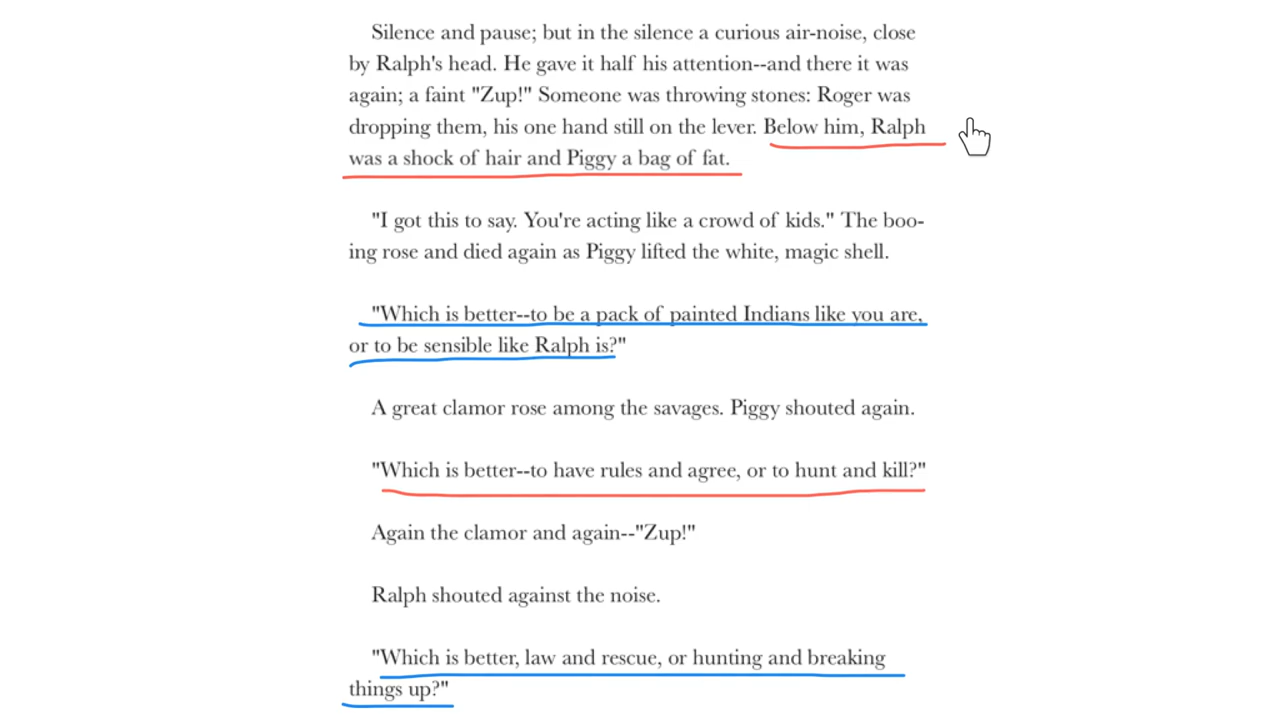 Silence and pause; but in the silence a curious air-noise, close
by Ralph's head. He gave it half his attention--and there it was
again; a faint "Zup!" Someone was throwing stones: Roger was
dropping them, his one hand still on the lever. Below him, Ralph
was a shock of hair and Piggy a bag of fat.
"I got this to say. You're acting like a crowd of kids." The boo-
ing rose and died again as Piggy lifted the white, magic shell.
"Which is better--to be a pack of painted Indians like you are,
or to be sensible like Ralph is?"
A great clamor rose among the savages. Piggy shouted again.
"Which is better--to have rules and agree, or to hunt and kill?"
Again the clamor and again--"Zup!"
Ralph shouted against the noise.
"Which is better, law and rescue, or hunting and breaking
things up?"